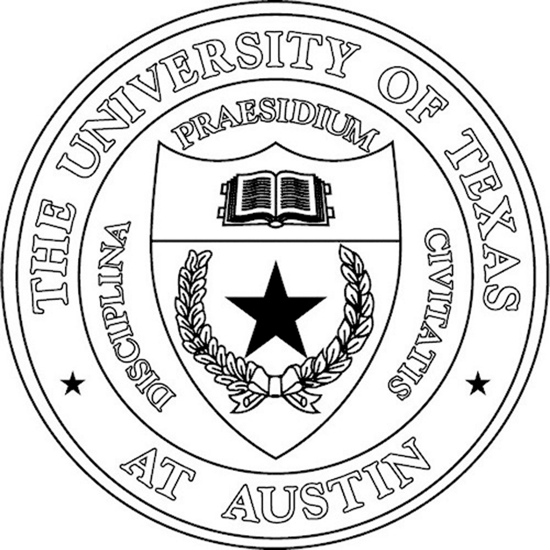 THE UNIVERSITY OF TEXAS
AT AUSTIN
PRAESIDIUM
DISCIPLINA
CIVITATIS